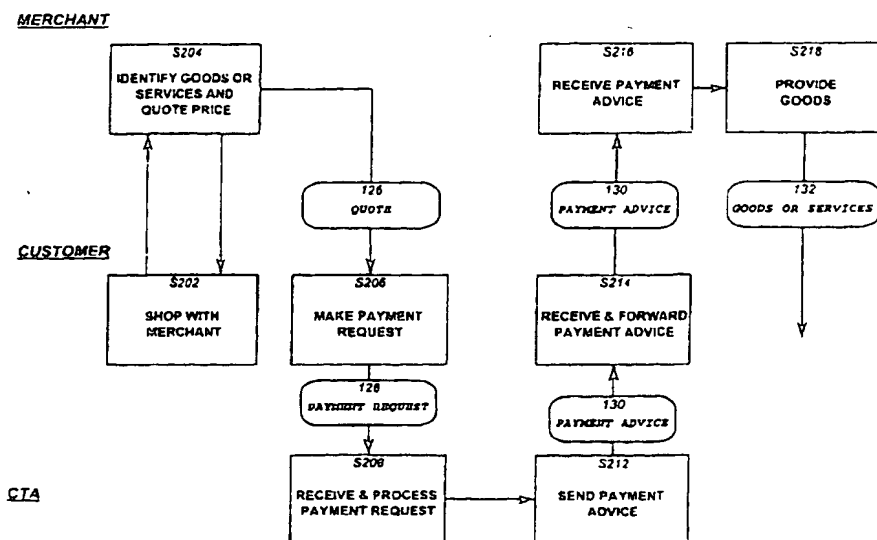 MERCHANT
S204
IDENTIFY GOODS OR
SERVICES AND
QUOTE PRICE
S216
RECEIVE PAYMENT
ADVICE
S218
PROVIDE
GOODS
126
QUOTE
130
PAYMENT ADVICE
132
GOODS OR SERVICES
CUSTOMER
S202
SHOP WITH
MERCHANT
S206
MAKE PAYMENT
REQUEST
S214
RECEIVE & FORWARD
PAYMENT ADVICE
128
PAYMENT REQUEST
130
PAYMENT ADVICE
CTA
S208
RECEIVE & PROCESS
PAYMENT REQUEST
S212
SEND PAYMENT
ADVICE